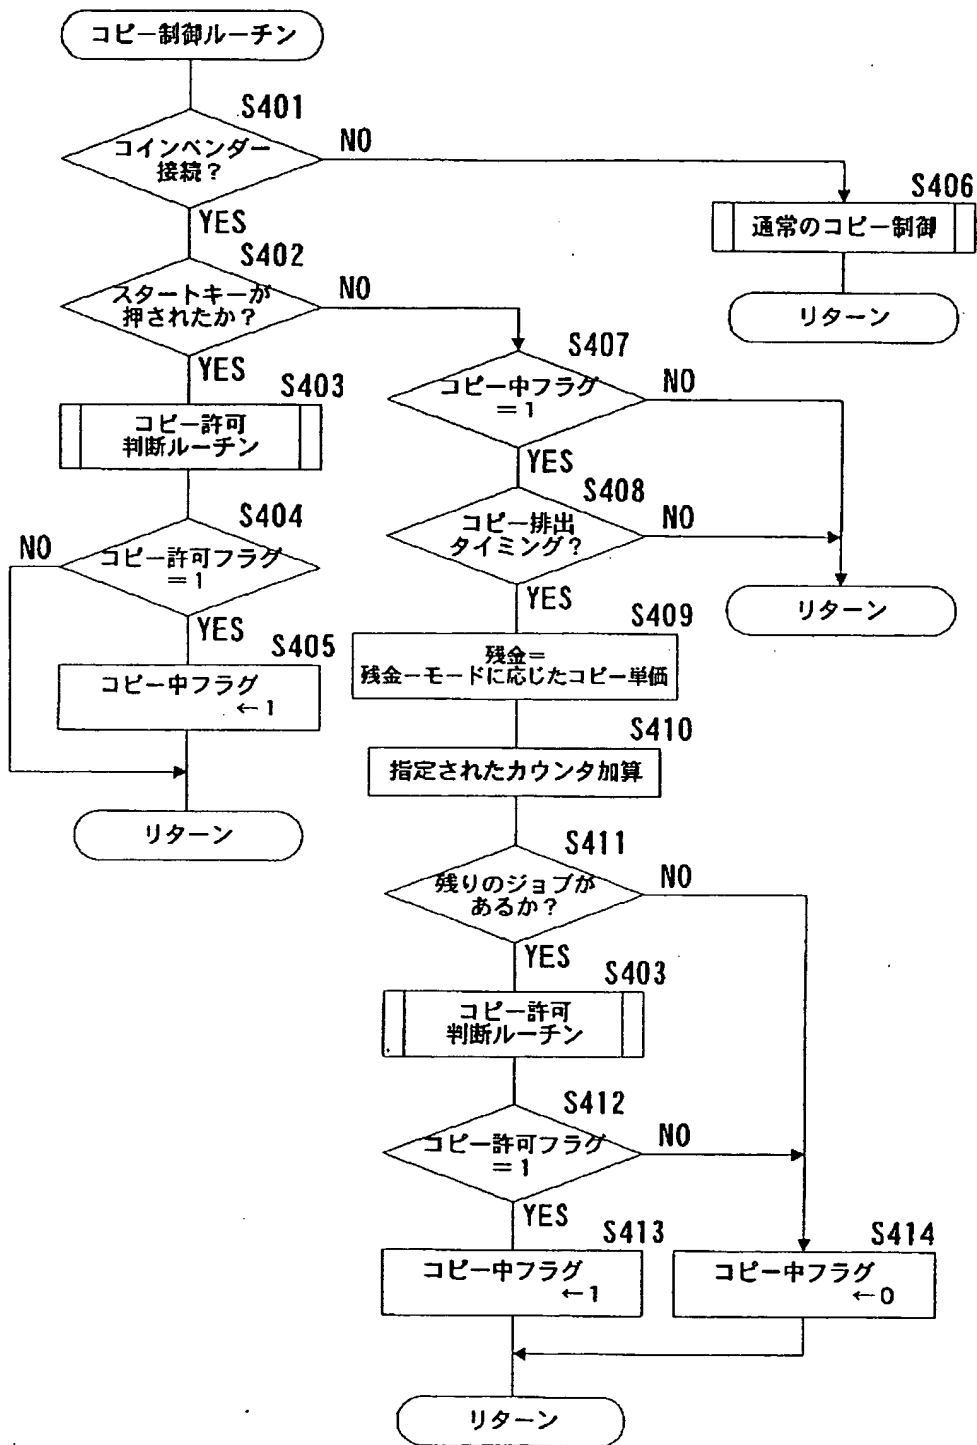 コピー制御ルーチン
S401
コインベンダー
接続?
NO
YES
S406
通常のコピー制御
リターン
S402
スタートキーが
押されたか?
NO
YES
S403
コピー許可
判断ルーチン
S404
コピー許可フラグ
=1
NO
YES
S405
コピー中フラグ
←1
リターン
S407
コピー中フラグ
=1
NO
YES
S408
コピー排出
タイミング?
NO
YES
リターン
S409
残金=
残金-モードに応じたコピー単価
S410
指定されたカウンタ加算
S411
残りのジョブが
あるか?
NO
YES
S403
コピー許可
判断ルーチン
S412
コピー許可フラグ
=1
NO
YES
S413
コピー中フラグ
←1
S414
コピー中フラグ
←0
リターン